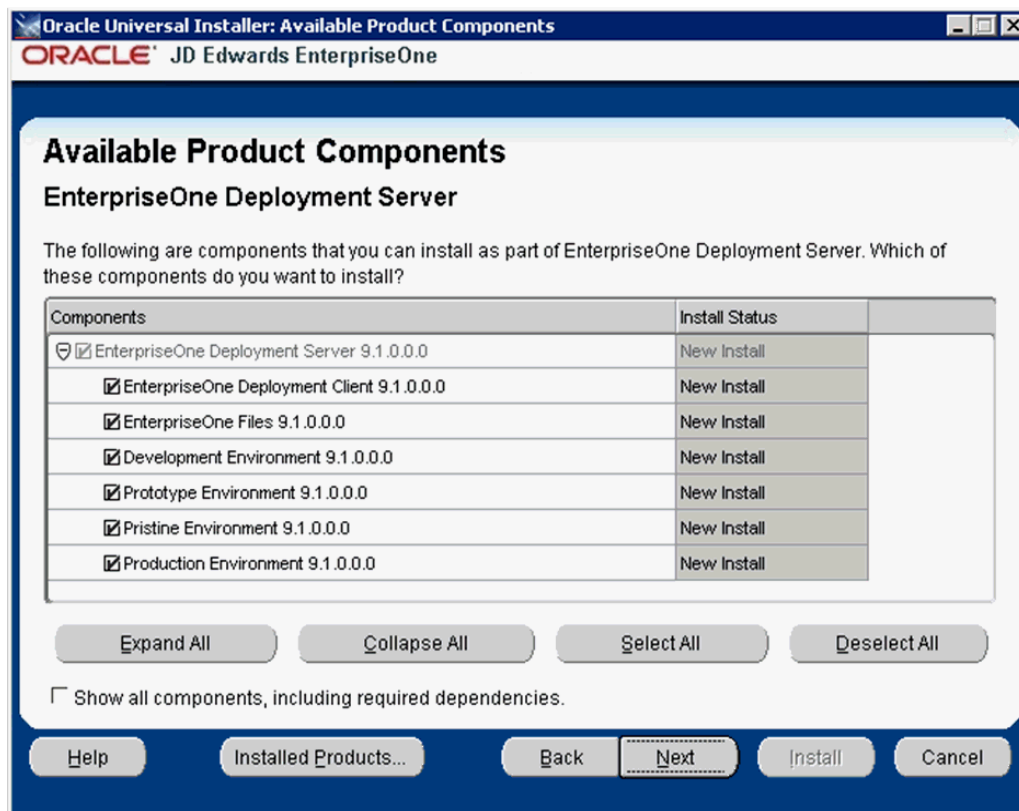 Oracle Universal Installer: Available Product Components
ORACLE JD Edwards EnterpriseOne
Available Product Components
EnterpriseOne Deployment Server
The following are components that you can install as part of EnterpriseOne Deployment Server. Which of
these components do you want to install?
Components Install Status
EnterpriseOne Deployment Server 9.1.0.0.0 New Install
EnterpriseOne Deployment Client 9.1.0.0.0 New Install
EnterpriseOne Files 9.1.0.0.0 New Install
Development Environment 9.1.0.0.0 New Install
Prototype Environment 9.1.0.0.0 New Install
Pristine Environment 9.1.0.0.0 New Install
Production Environment 9.1.0.0.0 New Install
Expand All Collapse All Select All Deselect All
Show all components, including required dependencies.
Help Installed Products... Back Next Install Cancel